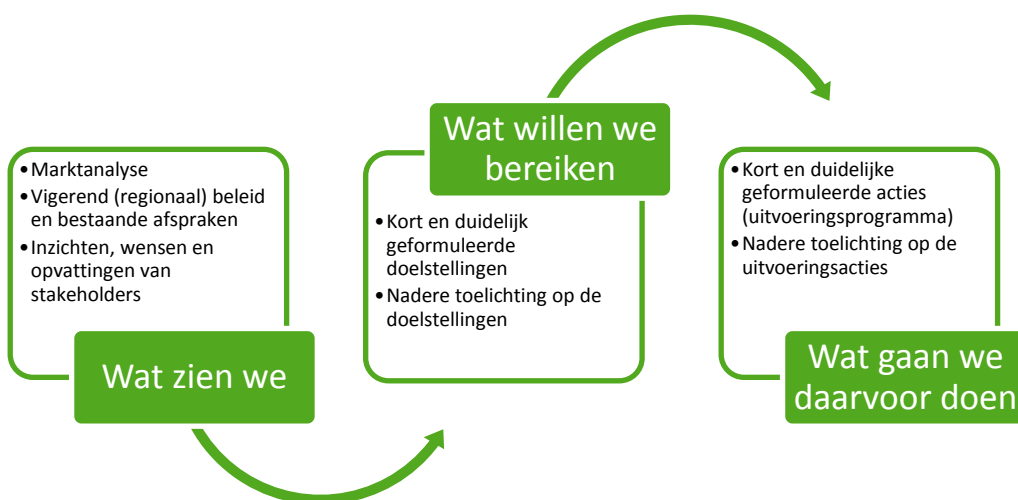 •Marktanalyse
•Vigerend (regionaal) beleid
en bestaande afspraken
•Inzichten, wensen en
opvattingen van
stakeholders
Wat zien we
Wat willen we
bereiken
•Kort en duidelijk
geformuleerde
doelstellingen
•Nadere toelichting op de
doelstellingen
•Kort en duidelijke
geformuleerde acties
(uitvoeringsprogramma)
•Nadere toelichting op de
uitvoeringsacties
Wat gaan we
daarvoor doen